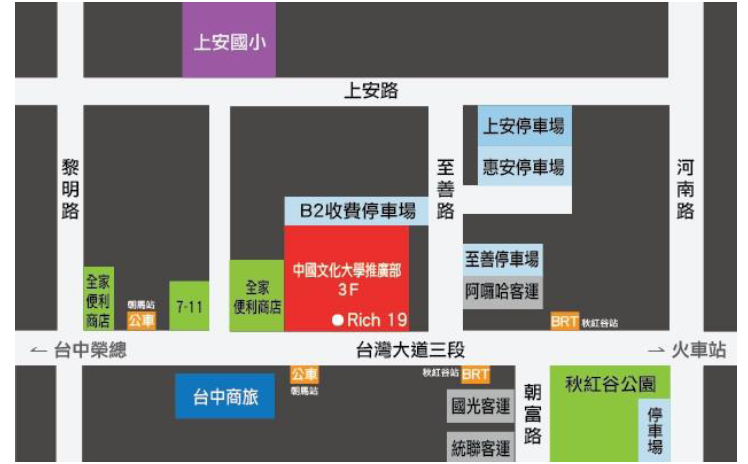 上安國小
上安路
上安停車場
惠安停車場
黎明路
至善路
河南路
B2收費停車場
至善停車場
阿囉哈客運
中國文化大學推廣部
3F
Rich 19
全家
便利
商店
朝馬站
公車
7-11
全家
便利商店
BRT 秋紅谷站
← 台中榮總
台灣大道三段
→ 火車站
台中商旅
公車
朝馬站
秋紅谷站 BRT
國光客運
統聯客運
朝富路
秋紅谷公園
停車場